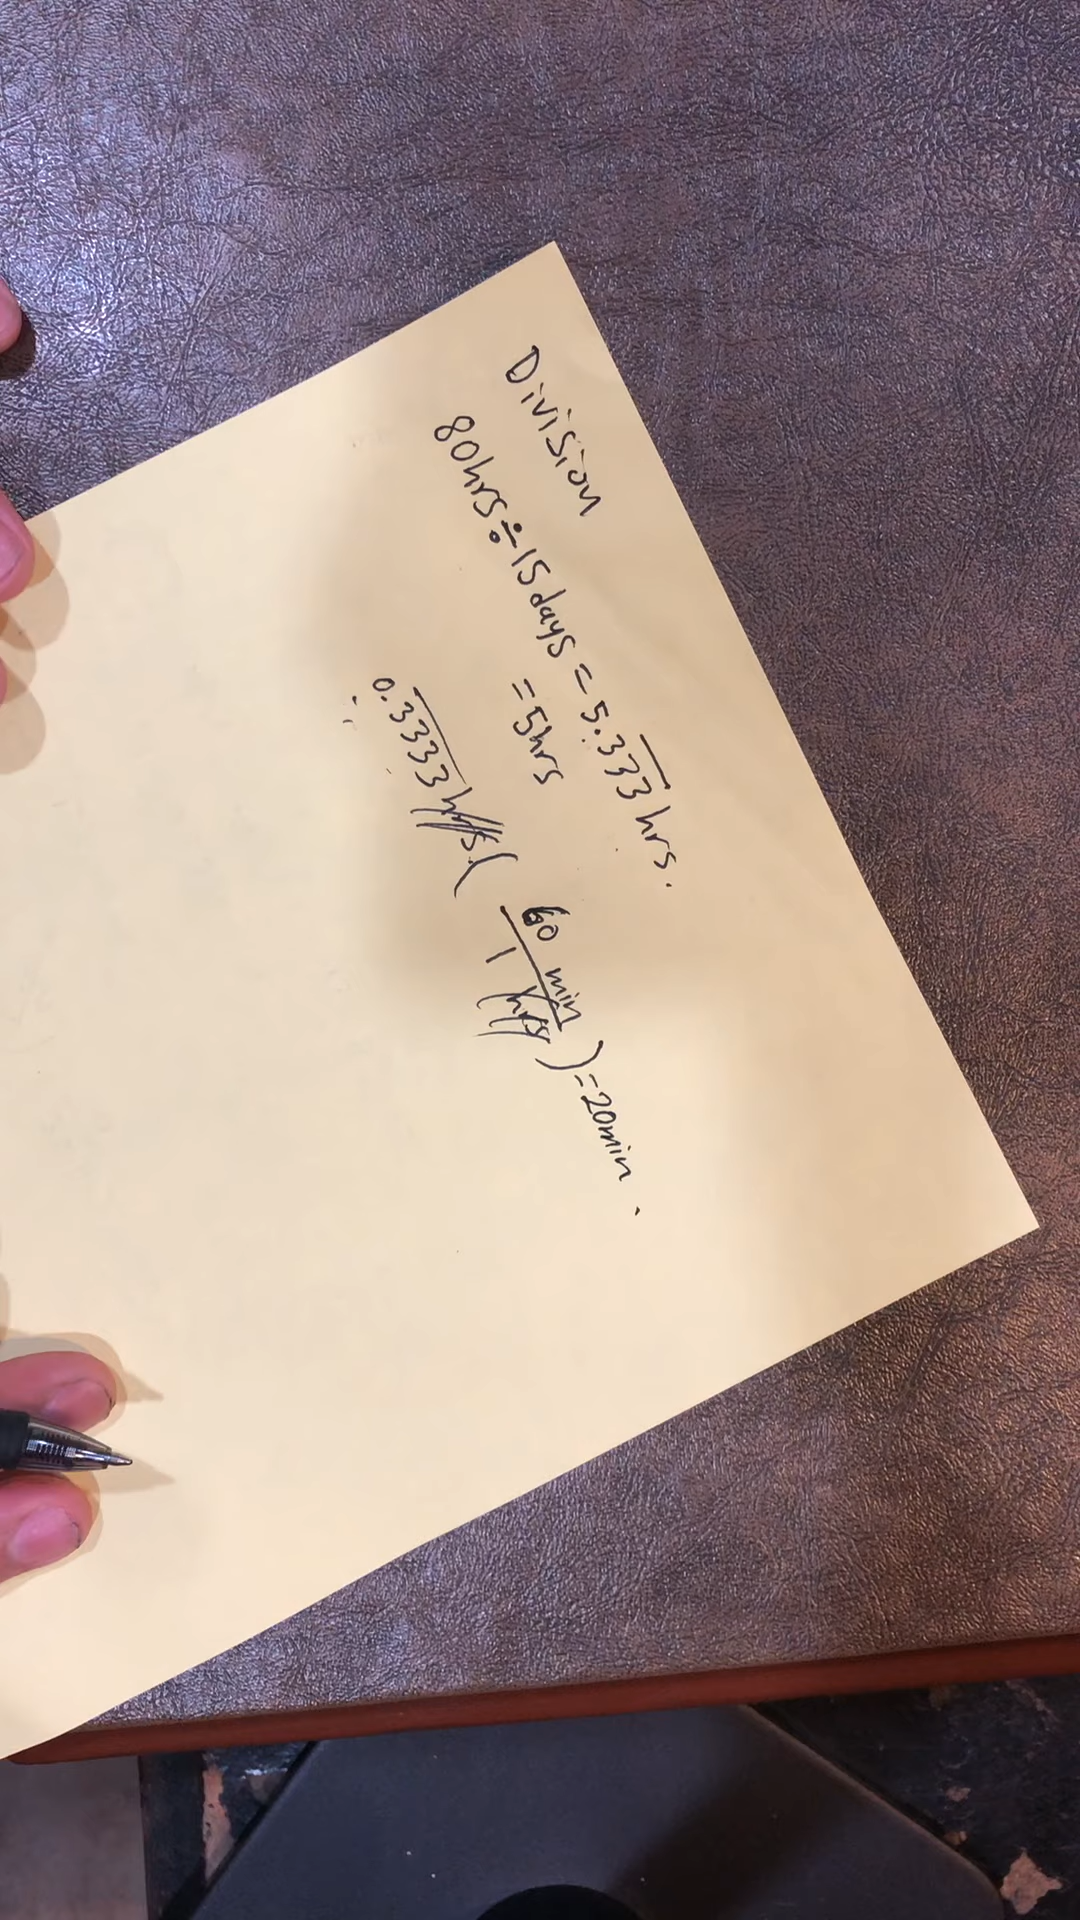 Division
80hrs ÷ 15 days = 5.333 hrs.
= 5hrs
0.3333 hrs. ( 60 min / 1 hrs ) = 20min.